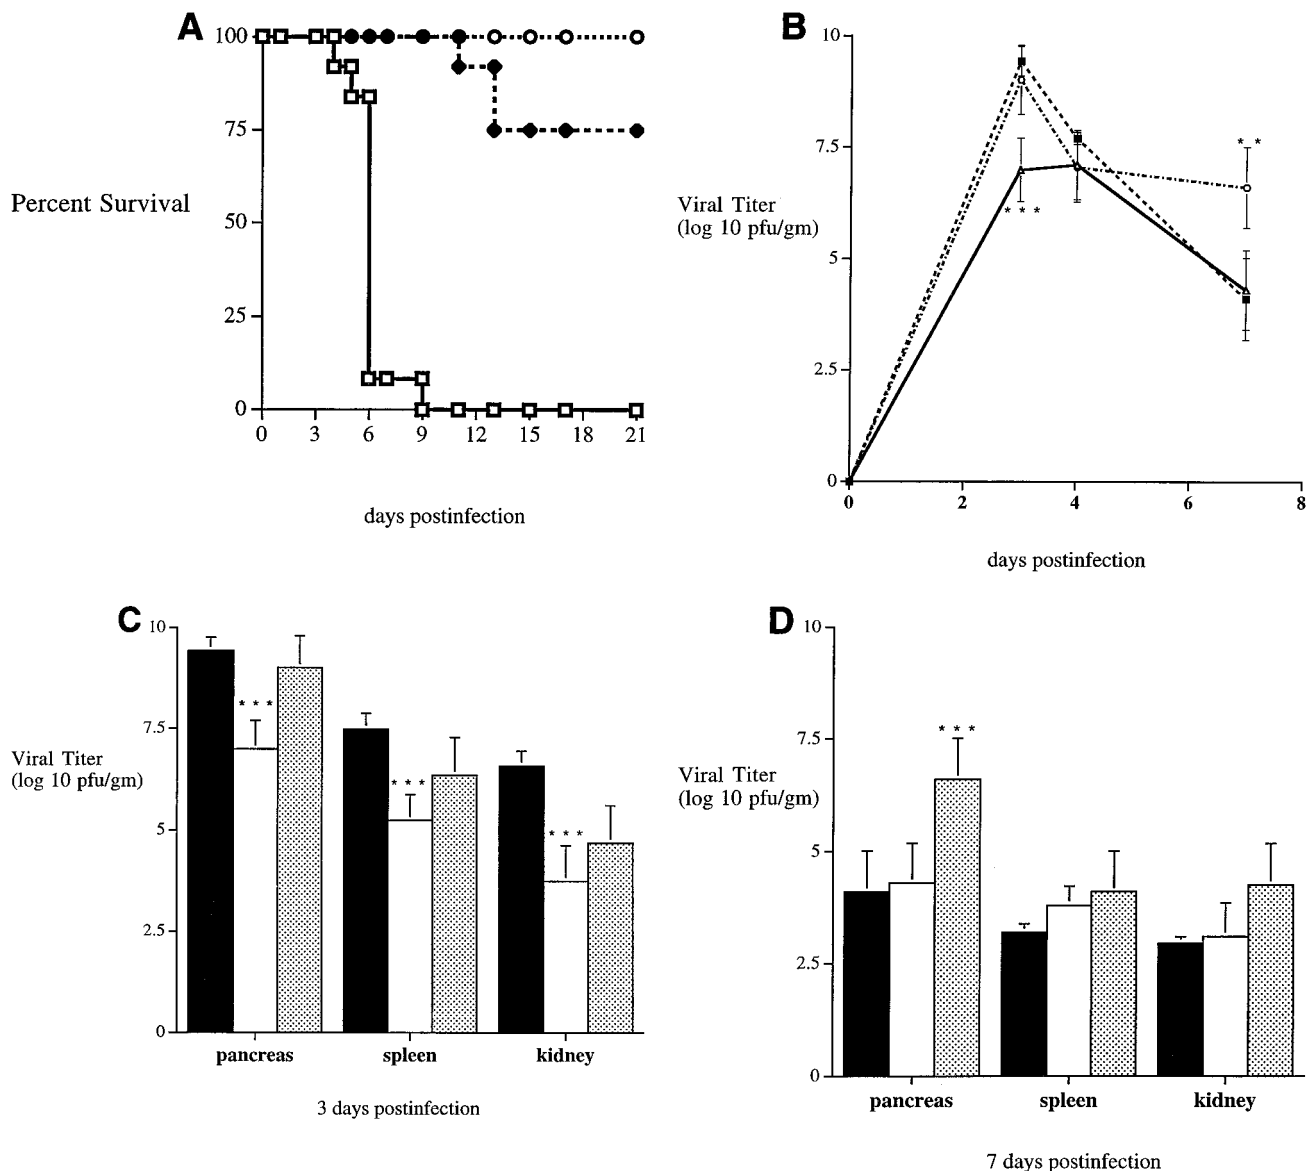 A
100
75
Percent Survival
50
25
0
0 3 6 9 12 15 18 21
days postinfection
B
10
7.5
* *
Viral Titer
(log 10 pfu/gm)
* * *
5
2.5
0
0 2 4 6 8
days postinfection
C
10
* * *
7.5
Viral Titer
(log 10 pfu/gm)
* * *
5
* * *
2.5
0
pancreas spleen kidney
3 days postinfection
D
10
7.5
* * *
Viral Titer
(log 10 pfu/gm)
5
2.5
0
pancreas spleen kidney
7 days postinfection